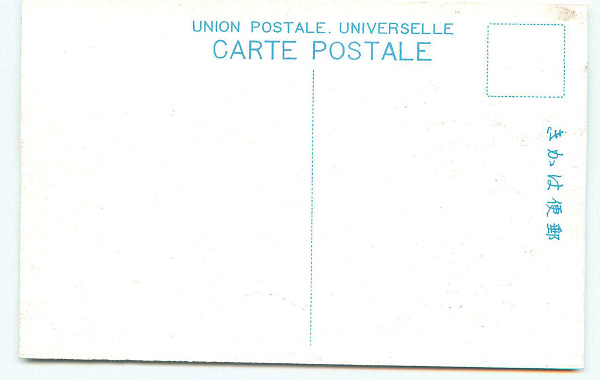 UNION POSTALE. UNIVERSELLE
CARTE POSTALE
きかは便郵